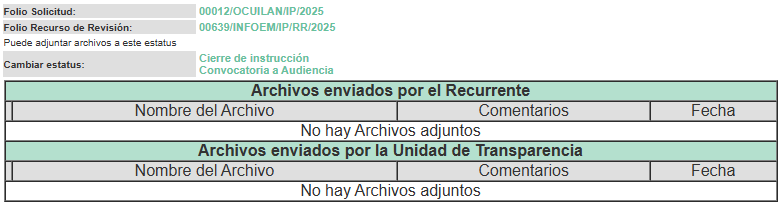 Folio Solicitud: 00012/OCUILAN/IP/2025
Folio Recurso de Revisión: 00639/INFOEM/IP/RR/2025
Puede adjuntar archivos a este estatus
Cambiar estatus: Cierre de instrucción
Convocatoria a Audiencia
Archivos enviados por el Recurrente
Nombre del Archivo Comentarios Fecha
No hay Archivos adjuntos
Archivos enviados por la Unidad de Transparencia
Nombre del Archivo Comentarios Fecha
No hay Archivos adjuntos